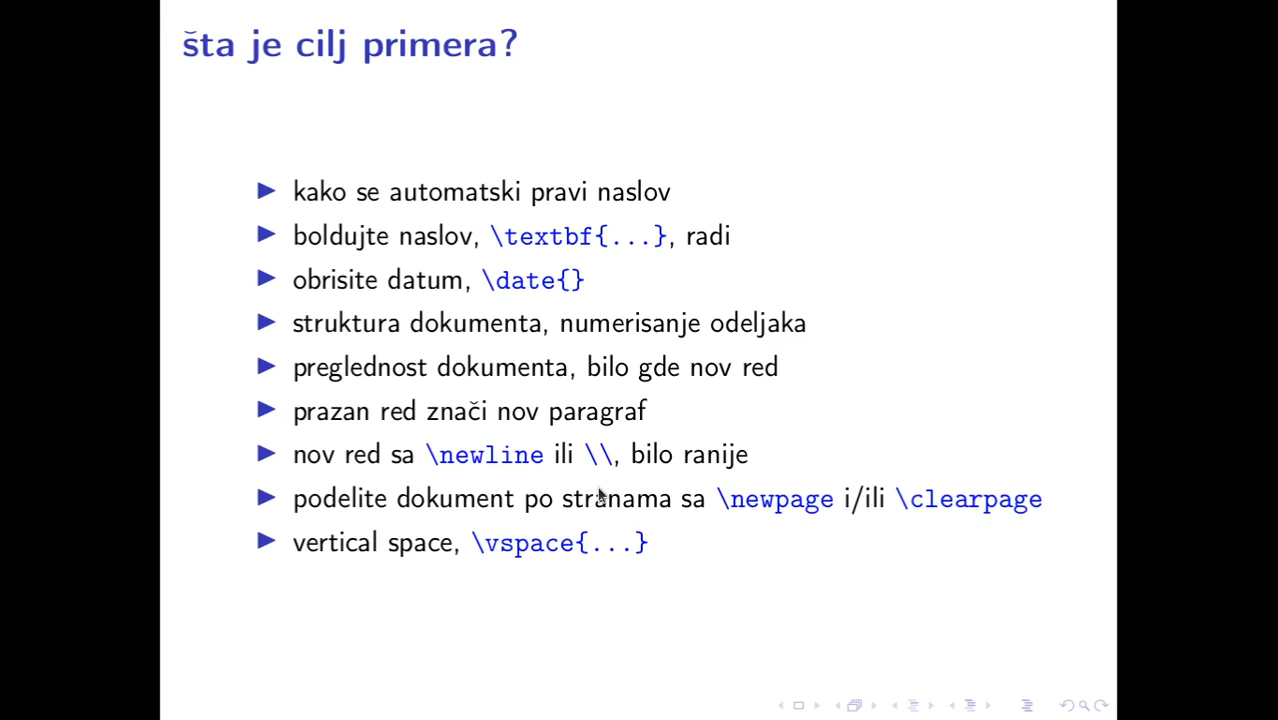 šta je cilj primera?
kako se automatski pravi naslov
boldujte naslov, \textbf{...}, radi
obrisite datum, \date{}
struktura dokumenta, numerisanje odeljaka
preglednost dokumenta, bilo gde nov red
prazan red znači nov paragraf
nov red sa \newline ili \\, bilo ranije
podelite dokument po stranama sa \newpage i/ili \clearpage
vertical space, \vspace{...}